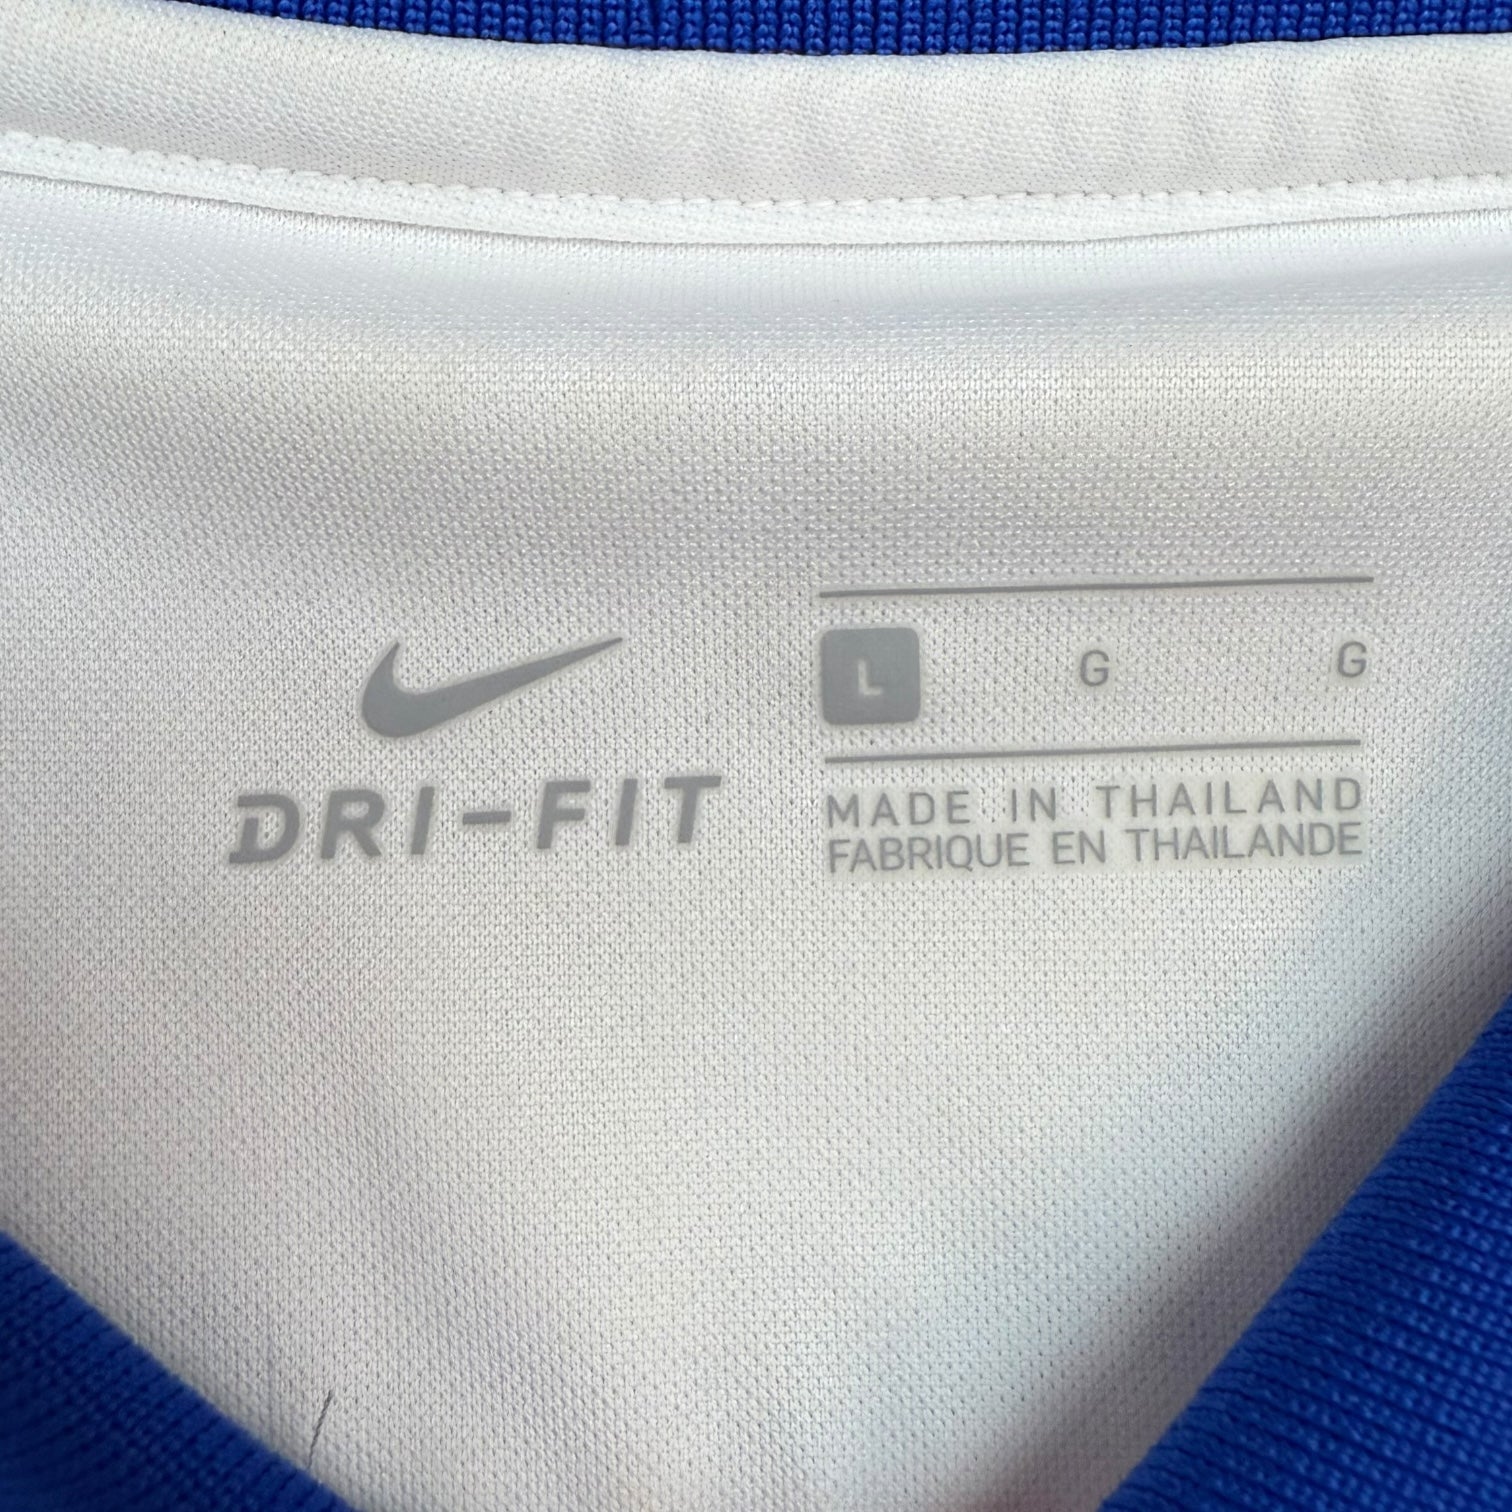 DRI-FIT
L G G
MADE IN THAILAND
FABRIQUE EN THAILANDE